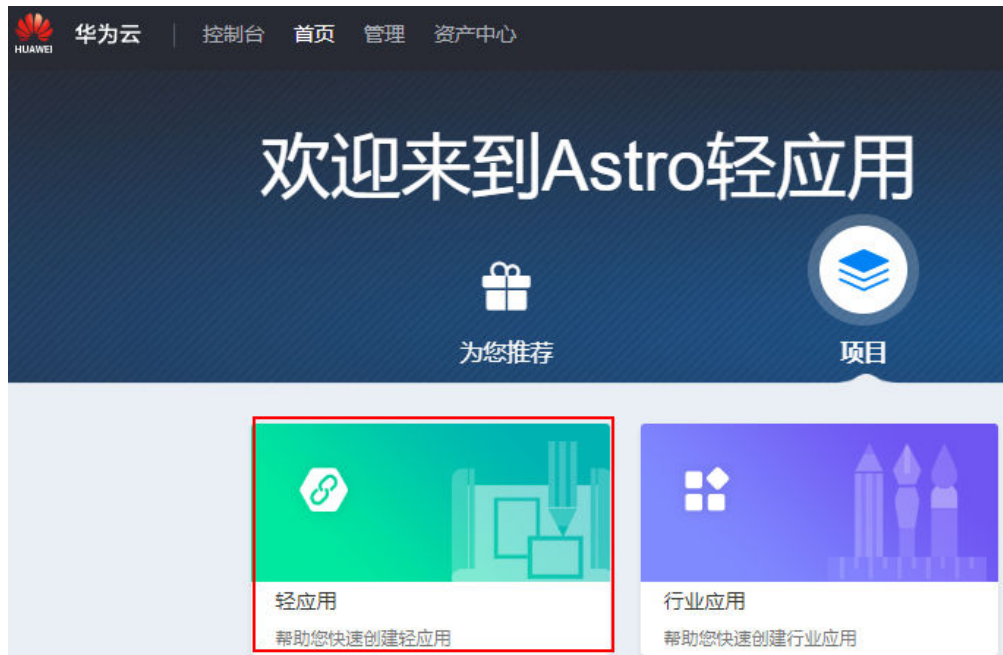 HUAWEI 华为云 控制台 首页 管理 资产中心
欢迎来到Astro轻应用
为您推荐 项目
轻应用 行业应用
帮助您快速创建轻应用 帮助您快速创建行业应用